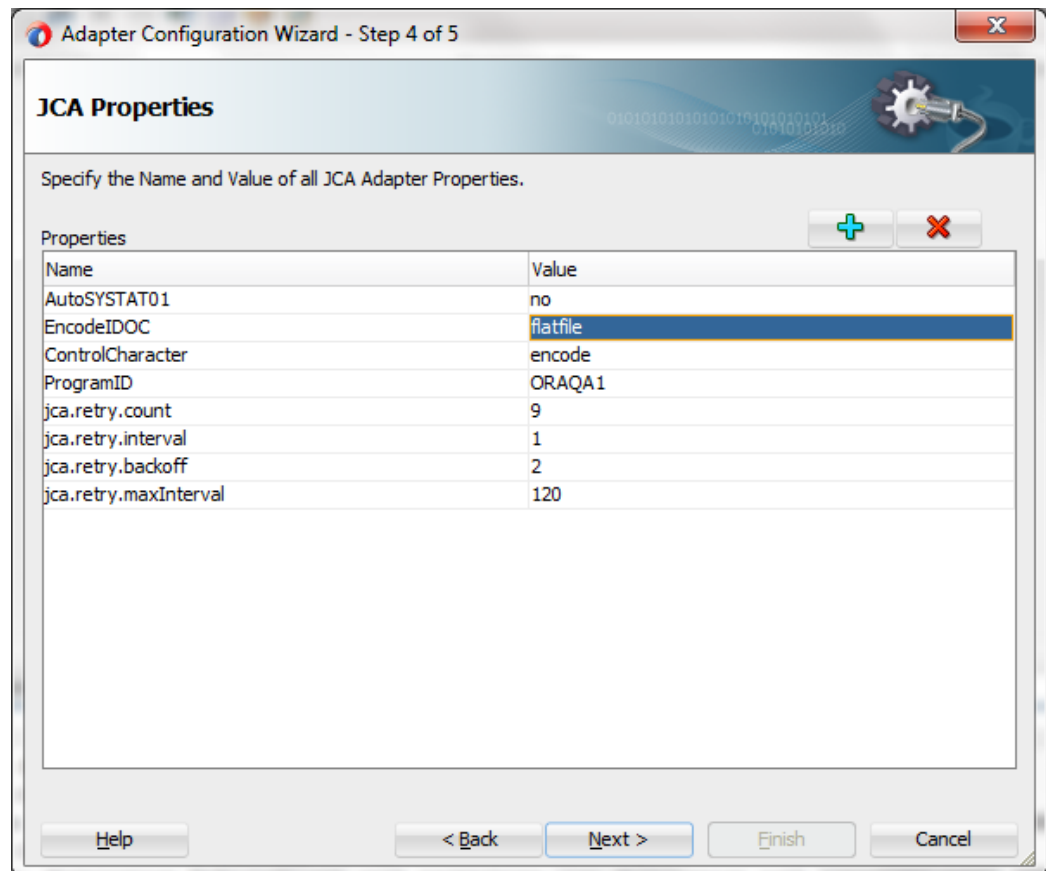 Adapter Configuration Wizard - Step 4 of 5
JCA Properties
Specify the Name and Value of all JCA Adapter Properties.
Properties
Name Value
AutoSYSTAT01 no
EncodeIDOC flatfile
ControlCharacter encode
ProgramID ORAQA1
jca.retry.count 9
jca.retry.interval 1
jca.retry.backoff 2
jca.retry.maxInterval 120
Help < Back Next > Finish Cancel